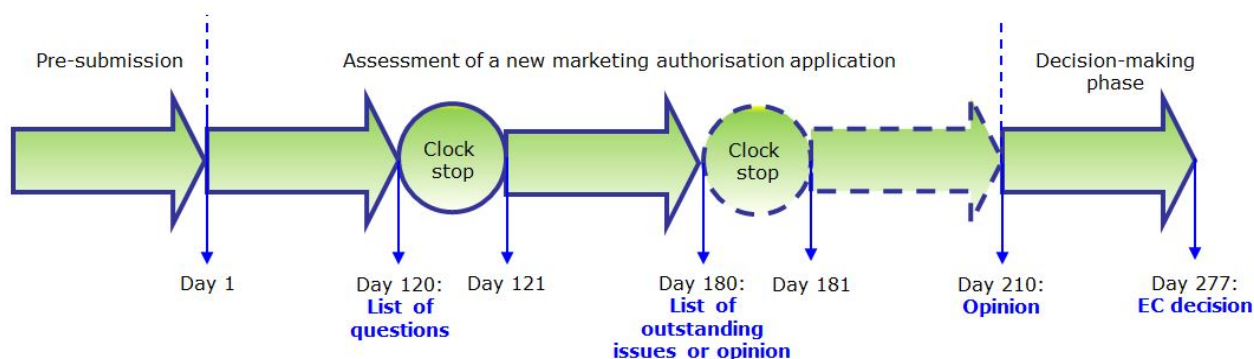 Pre-submission
Assessment of a new marketing authorisation application
Decision-making
phase
Clock
stop
Clock
stop
Day 1
Day 120:
List of
questions
Day 121
Day 180:
List of
outstanding
issues or opinion
Day 181
Day 210:
Opinion
Day 277:
EC decision